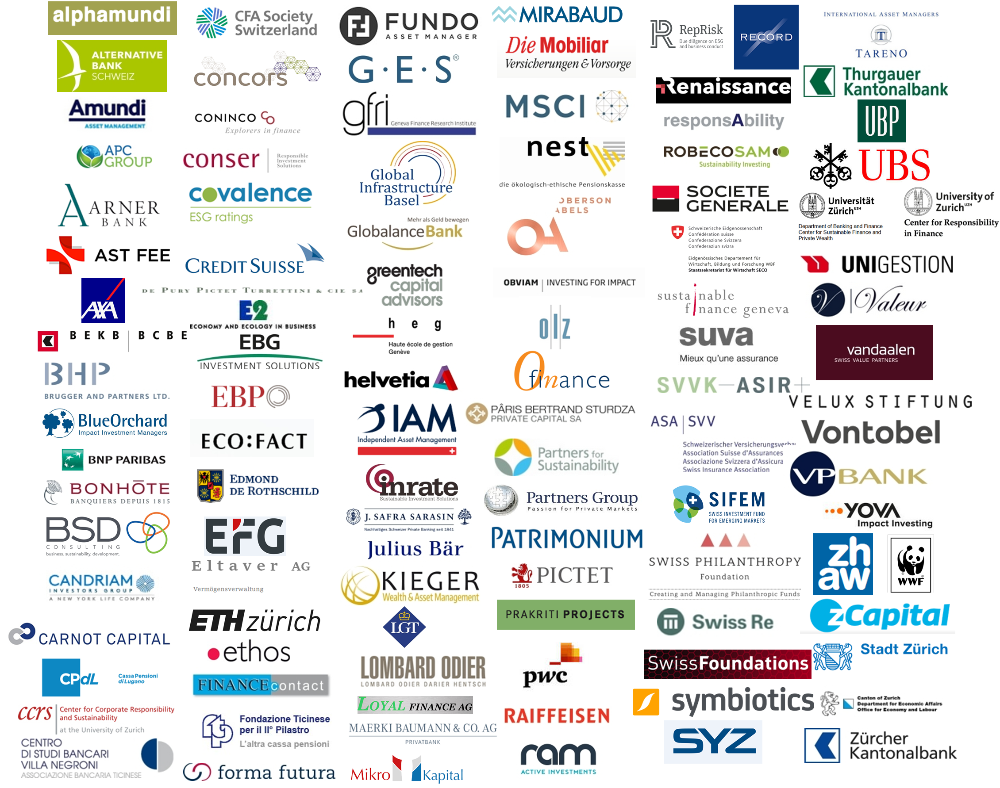 alphamundi
ALTERNATIVE
BANK
SCHWEIZ
Amundi
ASSET MANAGEMENT
APC
GROUP
ARNER
BANK
AST FEE
AXA
BEKB | BCBE
BHP
BRUGGER AND PARTNERS LTD.
BlueOrchard
Impact Investment Managers
BNP PARIBAS
BONHÔTE
BANQUIERS DEPUIS 1815
BSD
CONSULTING
business. sustainability. development.
CANDRIAM
INVESTORS GROUP
A NEW YORK LIFE COMPANY
CARNOT CAPITAL
CPdL
Cassa Pensioni
di Lugano
ccrs
Center for Corporate Responsibility
and Sustainability
at the University of Zurich
CENTRO
DI STUDI BANCARI
VILLA NEGRONI
ASSOCIAZIONE BANCARIA TICINESE
CFA Society
Switzerland
concors
CONINCO
Explorers in finance
conser
Responsible
Investment
Solutions
covalence
ESG ratings
CREDIT SUISSE
DE PURY PICTET TURRETTINI & CIE SA
E2
ECONOMY AND ECOLOGY IN BUSINESS
EBG
INVESTMENT SOLUTIONS
EBP
ECO:FACT
EDMOND
DE ROTHSCHILD
EFG
Eltaver AG
Vermögensverwaltung
ETH zürich
ethos
FINANCEcontact
Fondazione Ticinese
per il II° Pilastro
L'altra cassa pensioni
forma futura
FUNDO
ASSET MANAGER
G·E·S®
gfri
Geneva Finance Research Institute
Global
Infrastructure
Basel
Mehr als Geld bewegen
GlobalanceBank
greentech
capital
advisors
h e g
Haute école de gestion
Genève
helvetia
IAM
Independent Asset Management
inrate
Sustainable Investment Solutions
J. SAFRA SARASIN
Nachhaltiges Schweizer Private Banking seit 1841
Julius Bär
KIEGER
Wealth & Asset Management
LGT
LOMBARD ODIER
LOMBARD ODIER DARIER HENTSCH
LOYAL FINANCE AG
MAERKI BAUMANN & CO. AG
PRIVATBANK
Mikro Kapital
MIRABAUD
Die Mobiliar
Versicherungen & Vorsorge
MSCI
nest
die ökologisch-ethische Pensionskasse
OBERSON
ABELS
OA
OBVIAM | INVESTING FOR IMPACT
olz
Ofinance
PÂRIS BERTRAND STURDZA
PRIVATE CAPITAL SA
Partners for
Sustainability
Partners Group
Passion for Private Markets
PATRIMONIUM
PICTET
1805
PRAKRITI PROJECTS
pwc
RAIFFEISEN
ram
ACTIVE INVESTMENTS
RepRisk
Due diligence on ESG
and business conduct
RECORD
Renaissance
responsAbility
ROBECOSAM
Sustainability Investing
SOCIETE
GENERALE
Schweizerische Eidgenossenschaft
Confédération suisse
Confederazione Svizzera
Confederaziun svizra
Eidgenössisches Departement für
Wirtschaft, Bildung und Forschung WBF
Staatssekretariat für Wirtschaft SECO
sustainable
finance geneva
suva
Mieux qu'une assurance
SVVK—ASIR
ASA | SVV
Schweizerischer Versicherungsverba
Association Suisse d'Assurances
Associazione Svizzera d'Assicura
Swiss Insurance Association
SIFEM
SWISS INVESTMENT FUND
FOR EMERGING MARKETS
SWISS PHILANTHROPY
Foundation
Creating and Managing Philanthropic Funds
Swiss Re
SwissFoundations
symbiotics
SYZ
INTERNATIONAL ASSET MANAGERS
T
TARENO
Thurgauer
Kantonalbank
UBP
UBS
Universität
Zürich UZH
Department of Banking and Finance
Center for Sustainable Finance and
Private Wealth
University of
Zurich UZH
Center for Responsibility
in Finance
UNIGESTION
V | Valeur
vandaalen
SWISS VALUE PARTNERS
VELUX STIFTUNG
Vontobel
VP BANK
YOVA
Impact Investing
zh
aw
WWF
zCapital
Stadt Zürich
Canton of Zurich
Department for Economic Affairs
Office for Economy and Labour
Zürcher
Kantonalbank